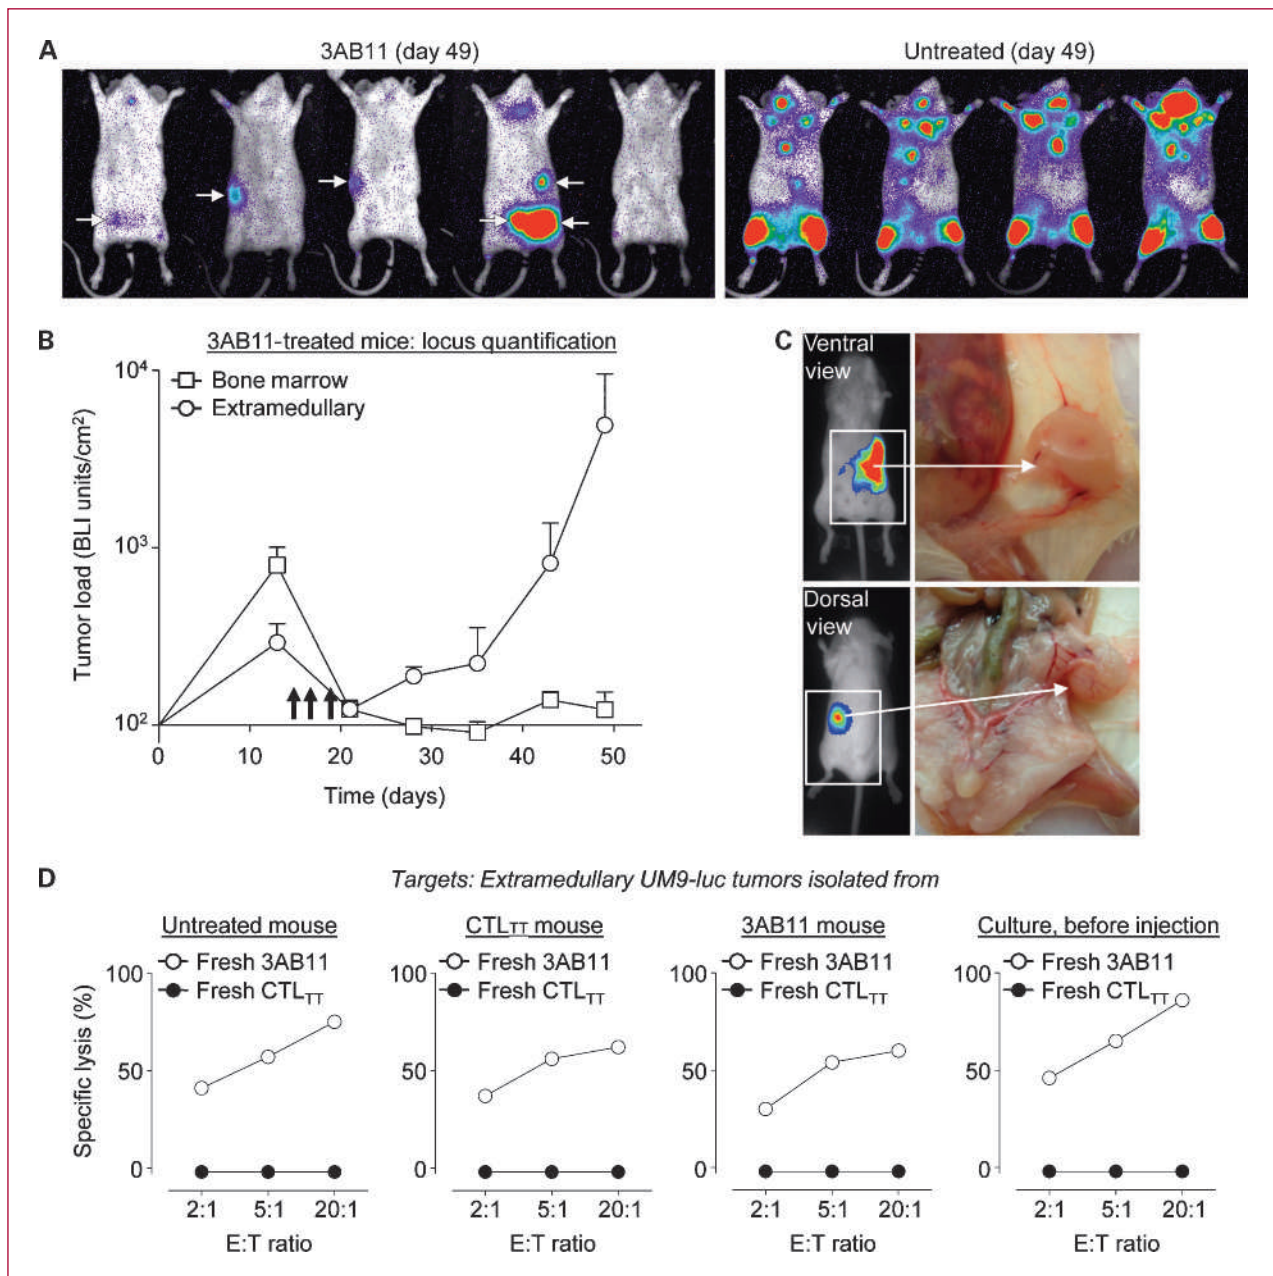 A
3AB11 (day 49)
Untreated (day 49)
B
3AB11-treated mice: locus quantification
Bone marrow
Extramedullary
Tumor load (BLI units/cm²)
10⁴
10³
10²
0 10 20 30 40 50
Time (days)
C
Ventral
view
Dorsal
view
D
Targets: Extramedullary UM9-luc tumors isolated from
Untreated mouse
Fresh 3AB11
Fresh CTL_TT
Specific lysis (%)
100
50
0
2:1 5:1 20:1
E:T ratio
CTL_TT mouse
Fresh 3AB11
Fresh CTL_TT
100
50
0
2:1 5:1 20:1
E:T ratio
3AB11 mouse
Fresh 3AB11
Fresh CTL_TT
100
50
0
2:1 5:1 20:1
E:T ratio
Culture, before injection
Fresh 3AB11
Fresh CTL_TT
100
50
0
2:1 5:1 20:1
E:T ratio